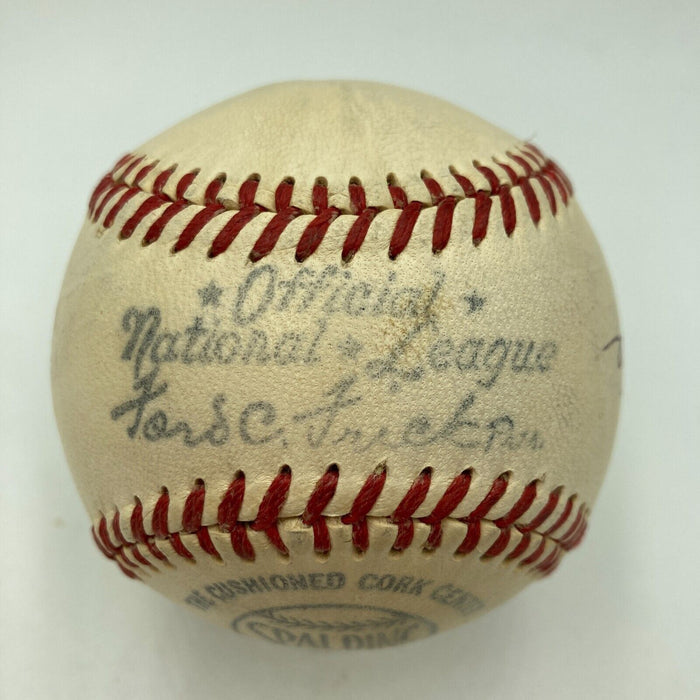 ★ Official ★
National ★ League
Ford C. Frick Pres.
THE CUSHIONED CORK CENTER
SPALDING